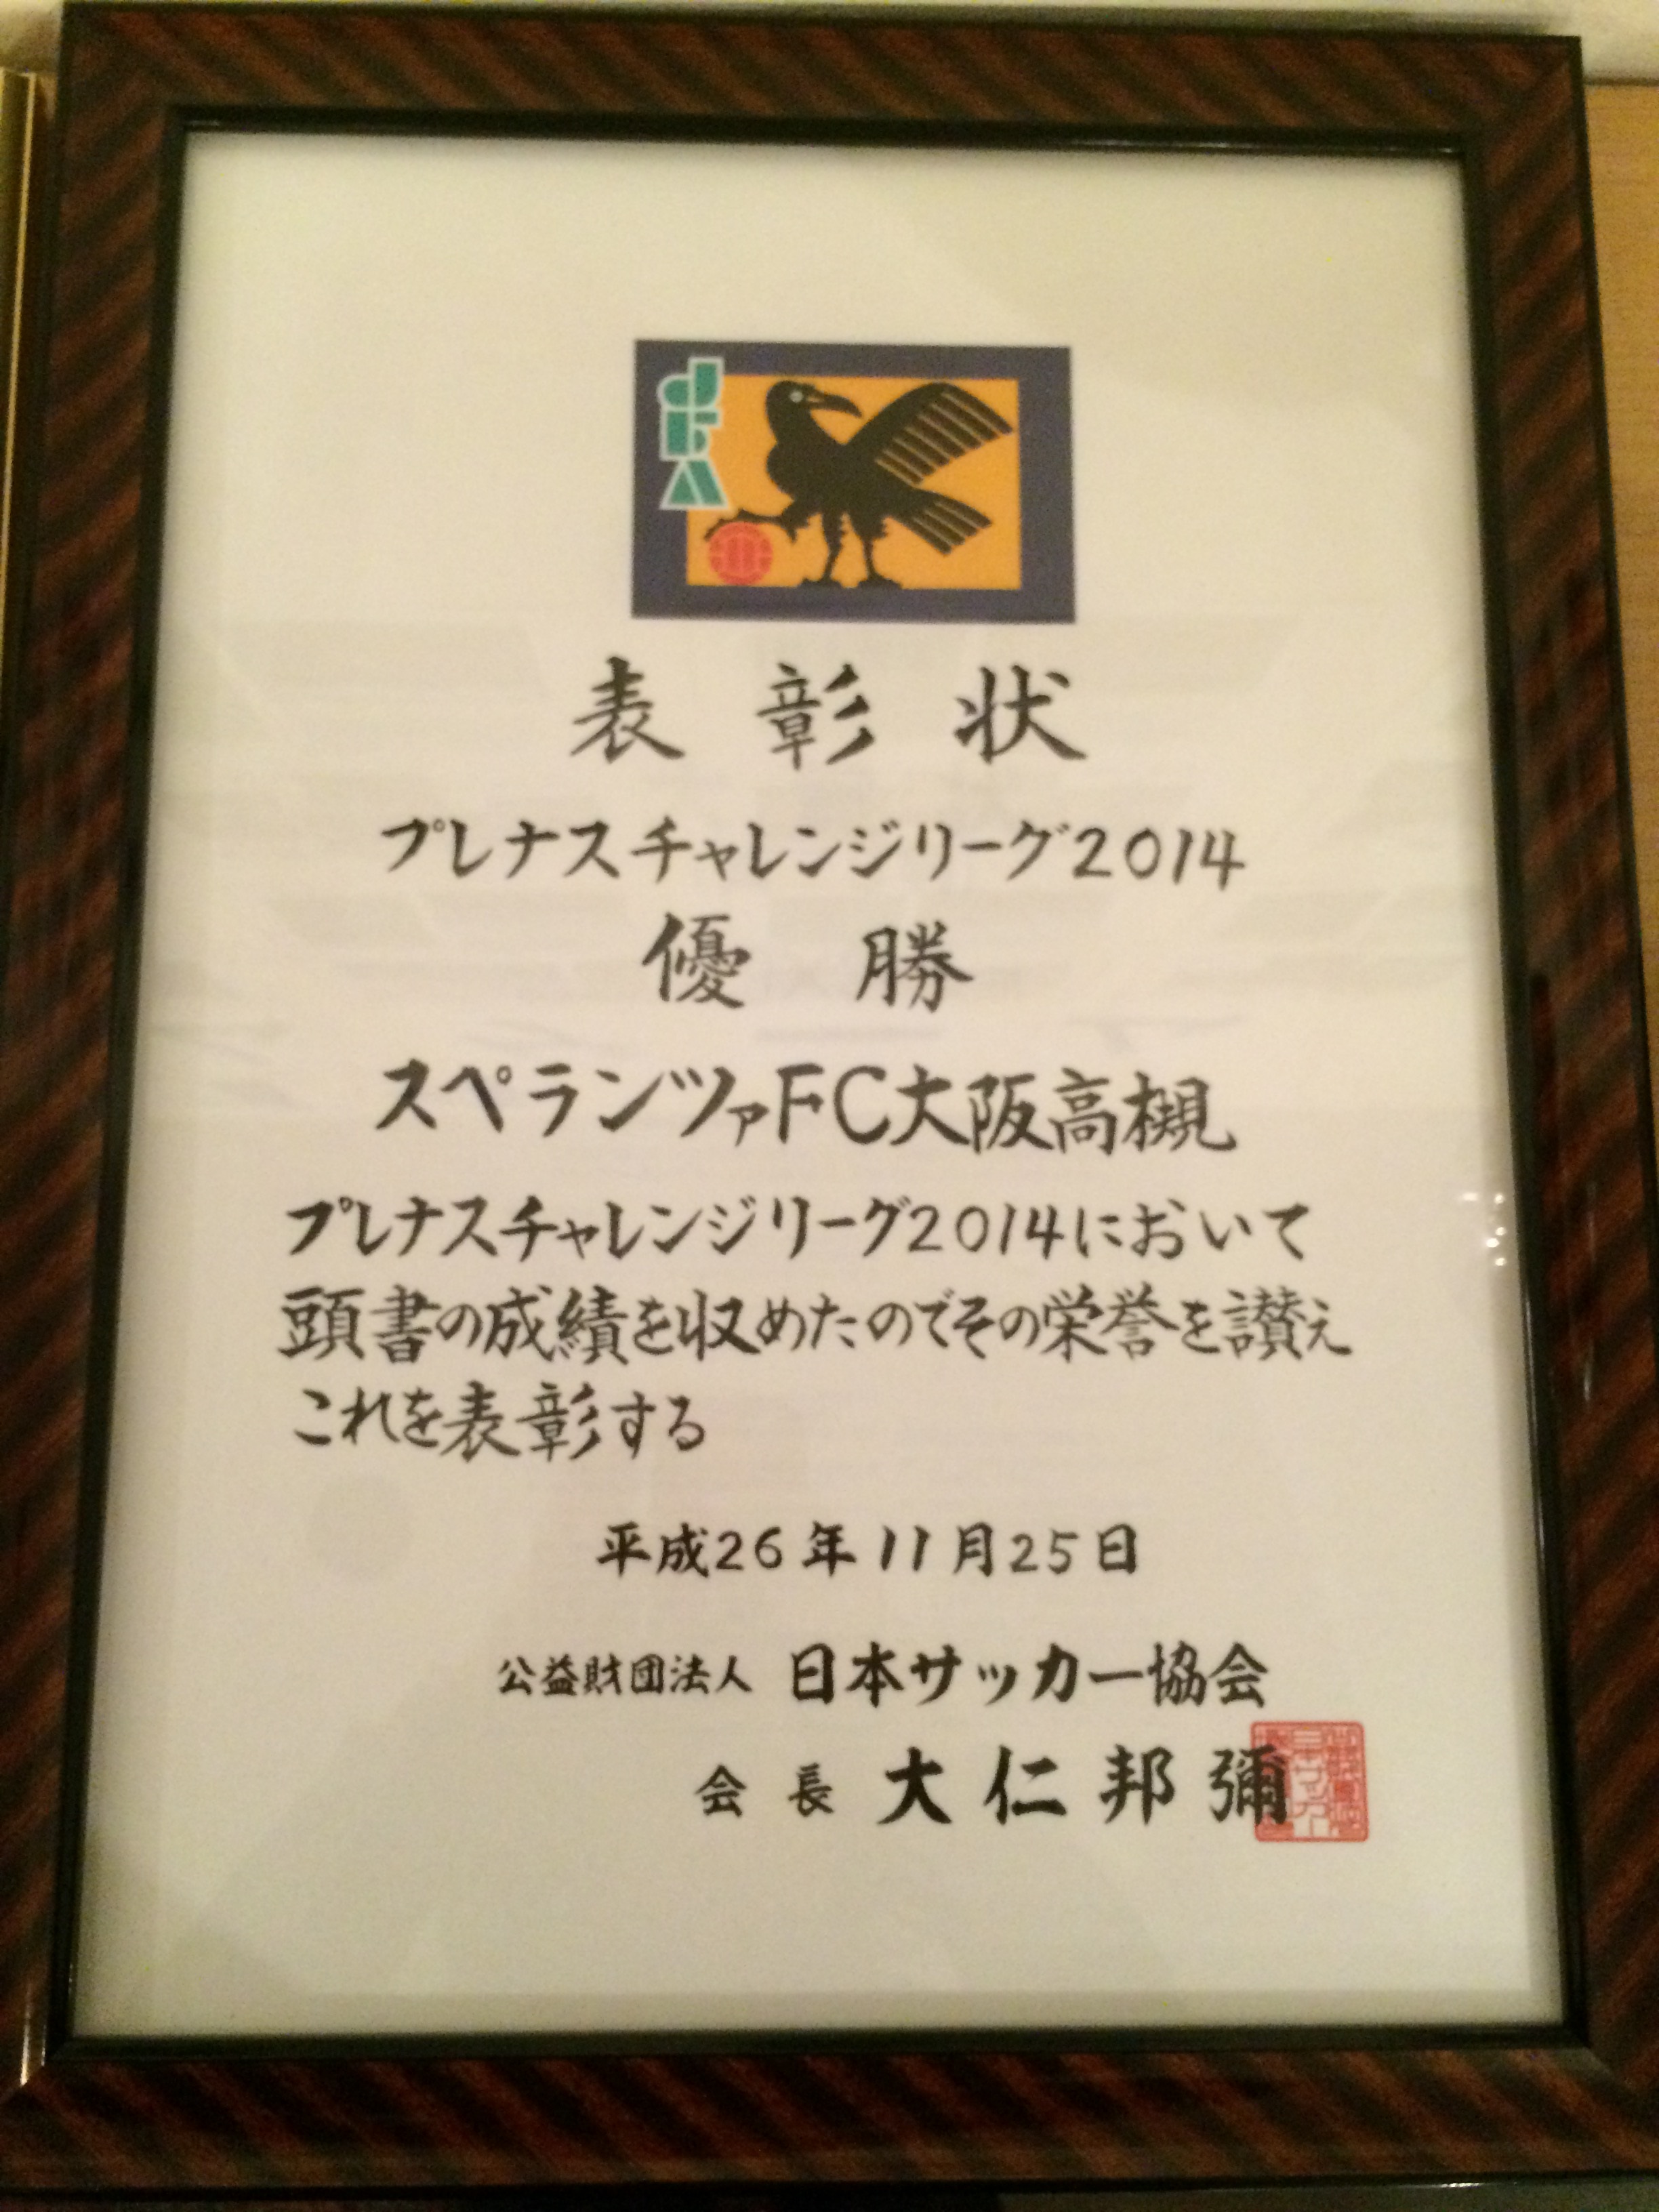 JFA
表彰状
プレナスチャレンジリーグ2014
優勝
スペランツァFC大阪高槻
プレナスチャレンジリーグ2014において
頭書の成績を収めたのでその栄誉を讃え
これを表彰する
平成26年11月25日
公益財団法人 日本サッカー協会
会長 大仁邦彌